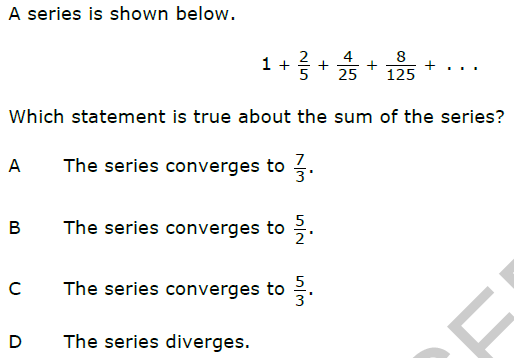 A series is shown below.
1 + 2/5 + 4/25 + 8/125 + . . .
Which statement is true about the sum of the series?
A The series converges to 7/3.
B The series converges to 5/2.
C The series converges to 5/3.
D The series diverges.